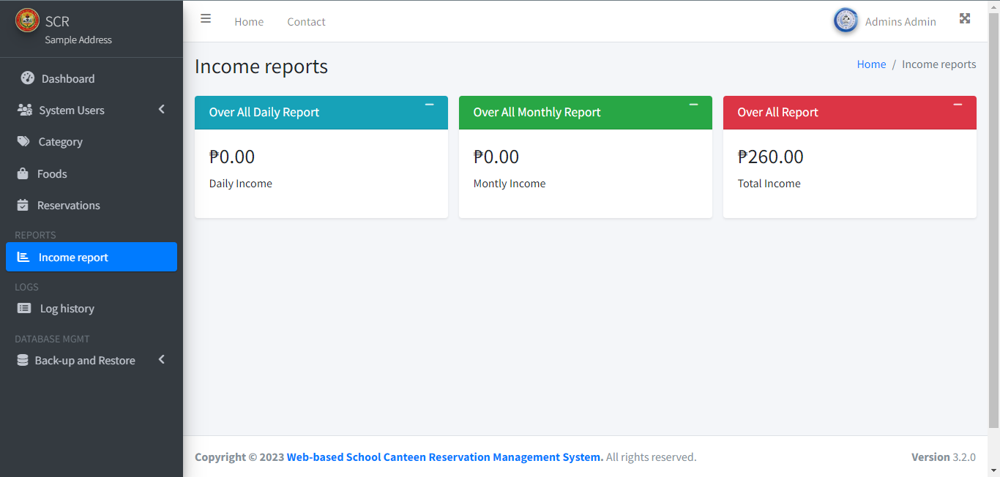 SCR
Sample Address
Dashboard
System Users
Category
Foods
Reservations
REPORTS
Income report
LOGS
Log history
DATABASE MGMT
Back-up and Restore
Home Contact Admins Admin
Income reports
Home / Income reports
Over All Daily Report
₱0.00
Daily Income
Over All Monthly Report
₱0.00
Montly Income
Over All Report
₱260.00
Total Income
Copyright © 2023 Web-based School Canteen Reservation Management System. All rights reserved.
Version 3.2.0